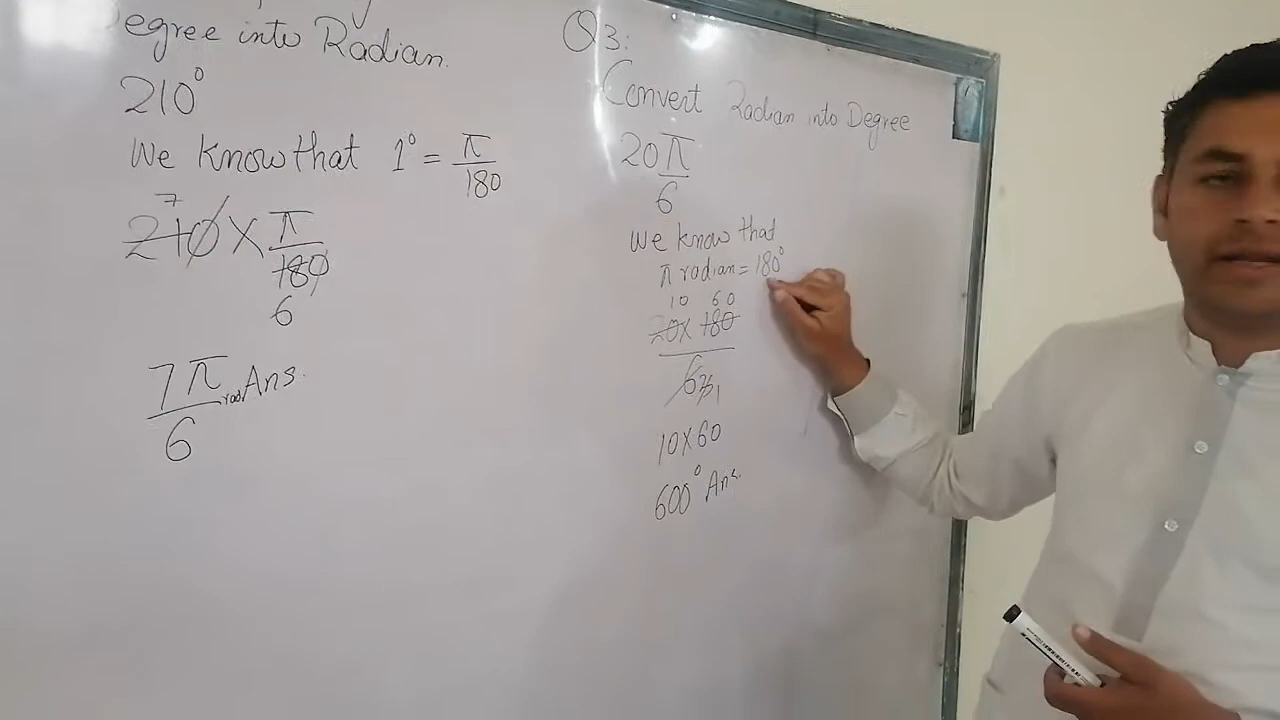 egree into Radian.
210°
We know that 1° = π/180
7
210 × π/180
6
7π/6 rad Ans.
Q3:
Convert Radian into Degree
20π/6
We know that
π radian = 180°
10 60
20 × 180
6 3 1
10 × 60
600° Ans.